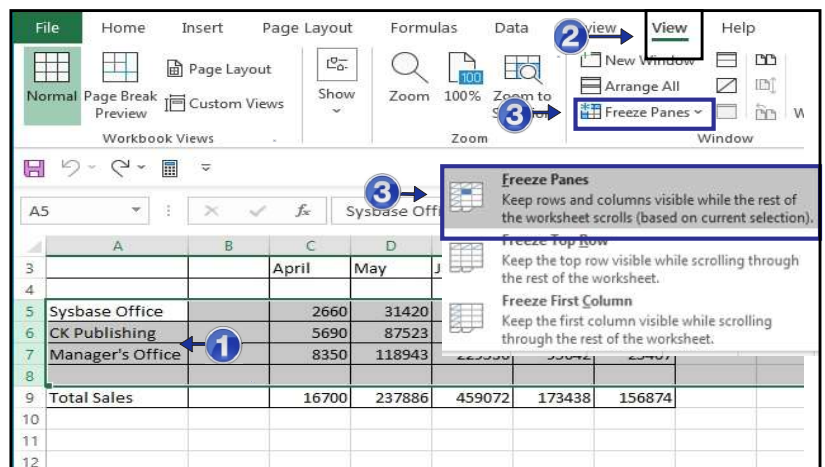 File Home Insert Page Layout Formulas Data view View Help
2
Normal Page Break Preview Page Layout Custom Views Show Zoom 100 100% Zoom to New Window Arrange All Freeze Panes
3
Workbook Views Zoom Window
3
Freeze Panes
Keep rows and columns visible while the rest of
the worksheet scrolls (based on current selection).
Freeze Top Row
Keep the top row visible while scrolling through
the rest of the worksheet.
Freeze First Column
Keep the first column visible while scrolling
through the rest of the worksheet.
A5 fx Sysbase Off
A B C D
3 April May J
4
5 Sysbase Office 2660 31420
6 CK Publishing 5690 87523
7 Manager's Office 8350 118943
1
8
9 Total Sales 16700 237886 459072 173438 156874
10
11
12